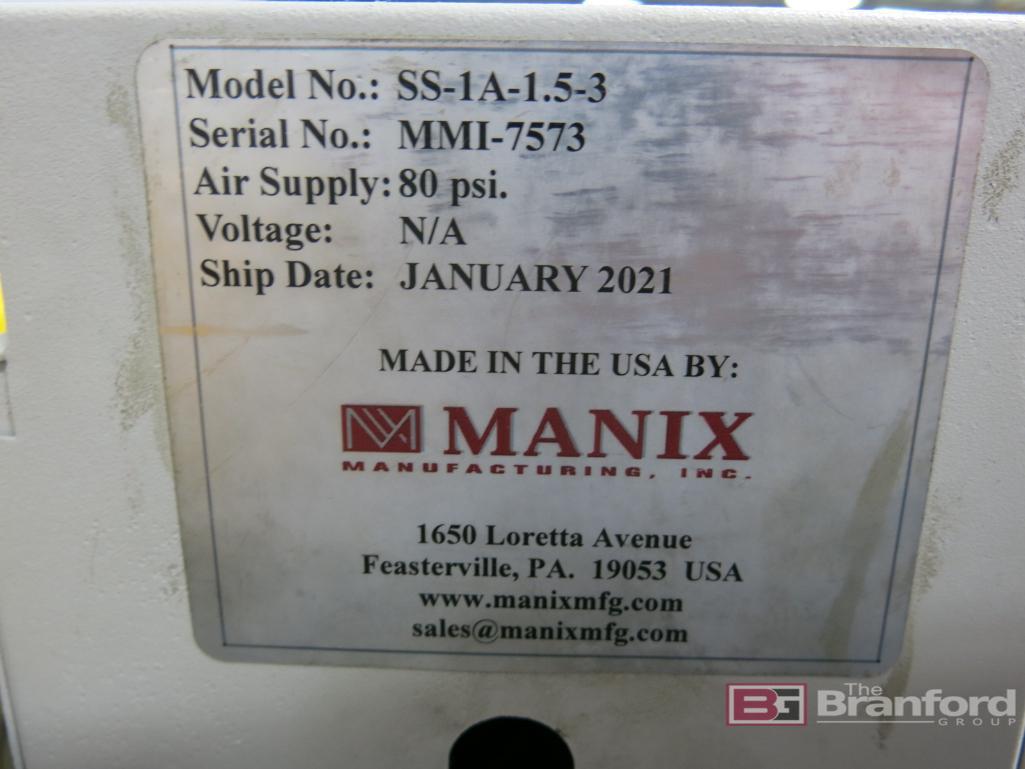 Model No.: SS-1A-1.5-3
Serial No.: MMI-7573
Air Supply: 80 psi.
Voltage: N/A
Ship Date: JANUARY 2021
MADE IN THE USA BY:
MANIX
MANUFACTURING, INC.
1650 Loretta Avenue
Feasterville, PA. 19053 USA
www.manixmfg.com
sales@manixmfg.com
BG The
Branford
GROUP